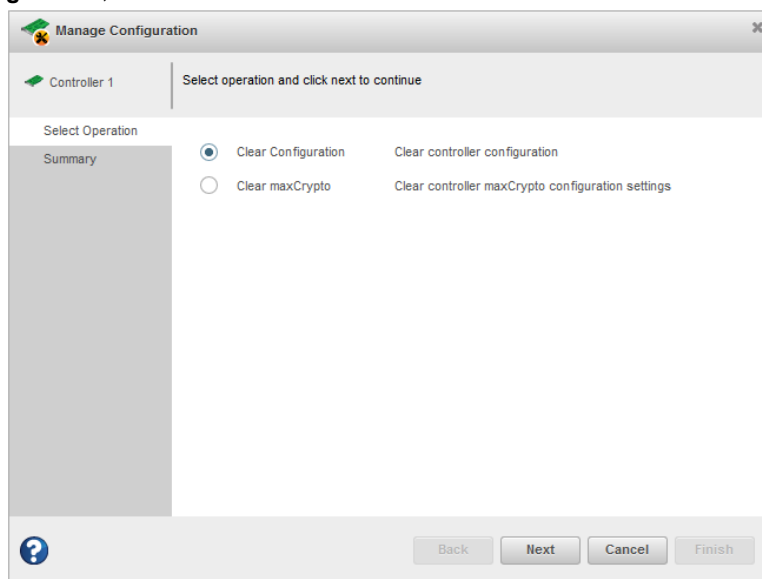 Manage Configuration
Controller 1
Select operation and click next to continue
Select Operation
Summary
Clear Configuration Clear controller configuration
Clear maxCrypto Clear controller maxCrypto configuration settings
? Back Next Cancel Finish